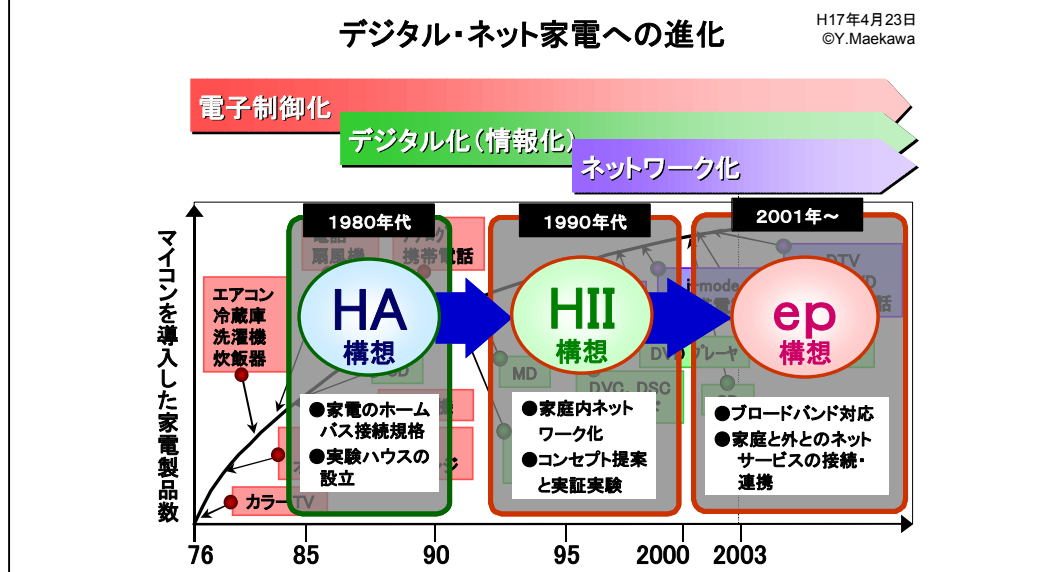 デジタル・ネット家電への進化
H17年4月23日
©Y.Maekawa
電子制御化
デジタル化(情報化)
ネットワーク化
1980年代
1990年代
2001年~
マイコンを導入した家電製品数
電話
扇風機
携帯電話
エアコン
冷蔵庫
洗濯機
炊飯器
HA
構想
HII
構想
ep
構想
i-mode
DTV
MD
DVC, DSC
CD
●家電のホーム
バス接続規格
●実験ハウスの
設立
●家庭内ネット
ワーク化
●コンセプト提案
と実証実験
●ブロードバンド対応
●家庭と外とのネット
サービスの接続・
連携
カラーTV
76
85
90
95
2000
2003